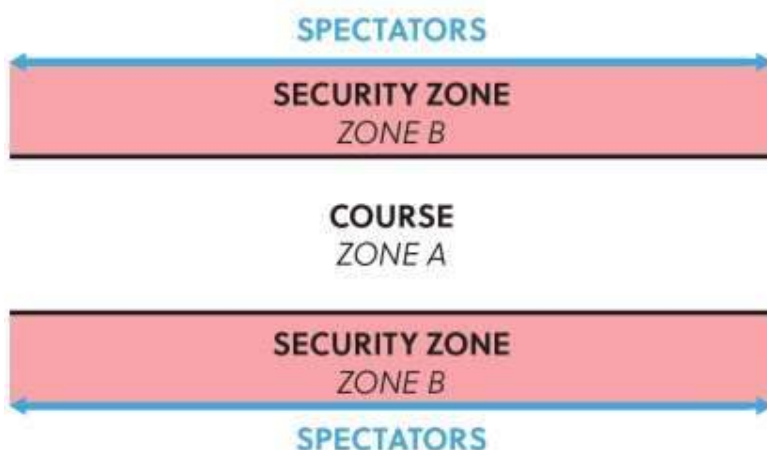 SPECTATORS
SECURITY ZONE
ZONE B
COURSE
ZONE A
SECURITY ZONE
ZONE B
SPECTATORS